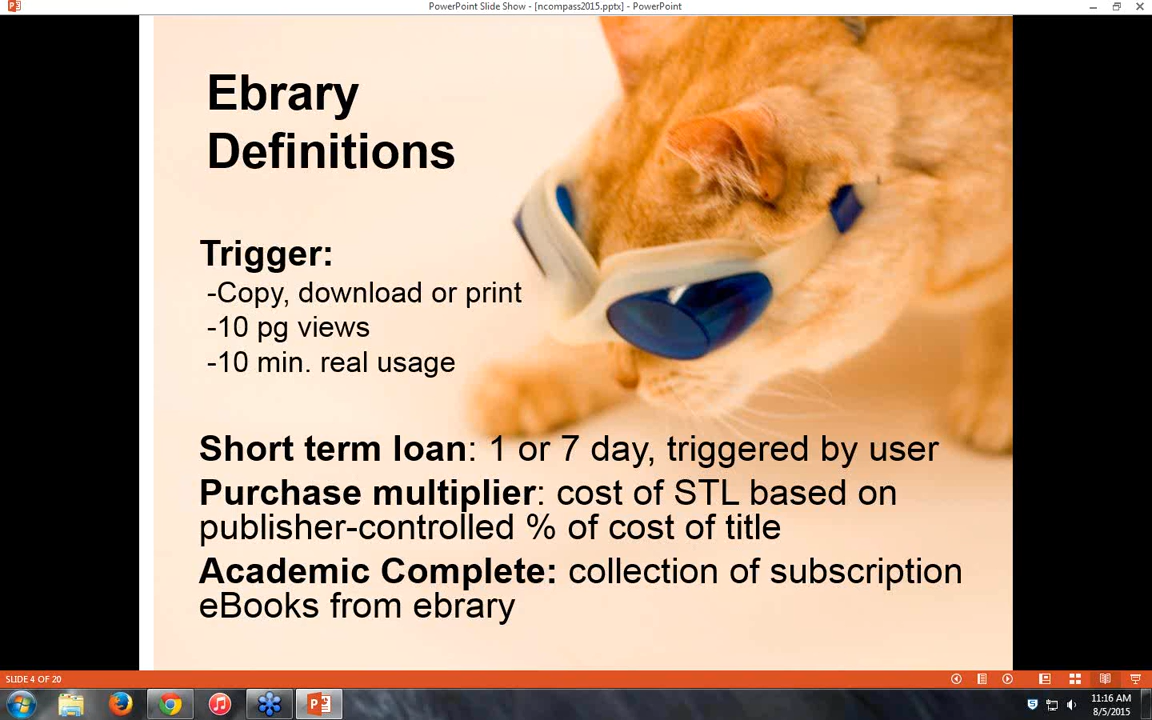 PowerPoint Slide Show - [ncompass2015.pptx] - PowerPoint
Ebrary
Definitions
Trigger:
-Copy, download or print
-10 pg views
-10 min. real usage
Short term loan: 1 or 7 day, triggered by user
Purchase multiplier: cost of STL based on
publisher-controlled % of cost of title
Academic Complete: collection of subscription
eBooks from ebrary
SLIDE 4 OF 20
11:16 AM
8/5/2015